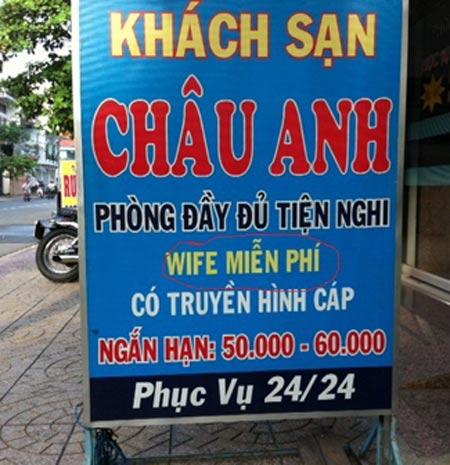 KHÁCH SẠN
CHÂU ANH
PHÒNG ĐẦY ĐỦ TIỆN NGHI
WIFE MIỄN PHÍ
CÓ TRUYỀN HÌNH CÁP
NGẮN HẠN: 50.000 - 60.000
Phục Vụ 24/24